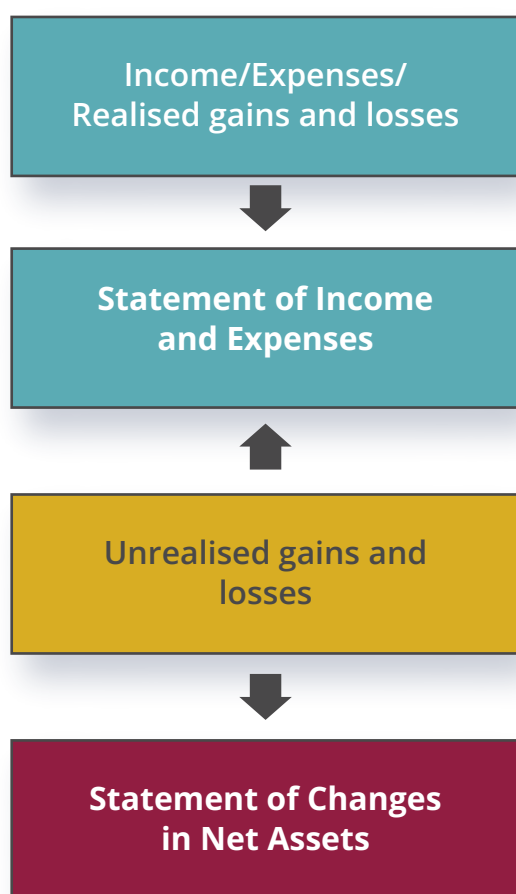 Income/Expenses/
Realised gains and losses
Statement of Income
and Expenses
Unrealised gains and
losses
Statement of Changes
in Net Assets